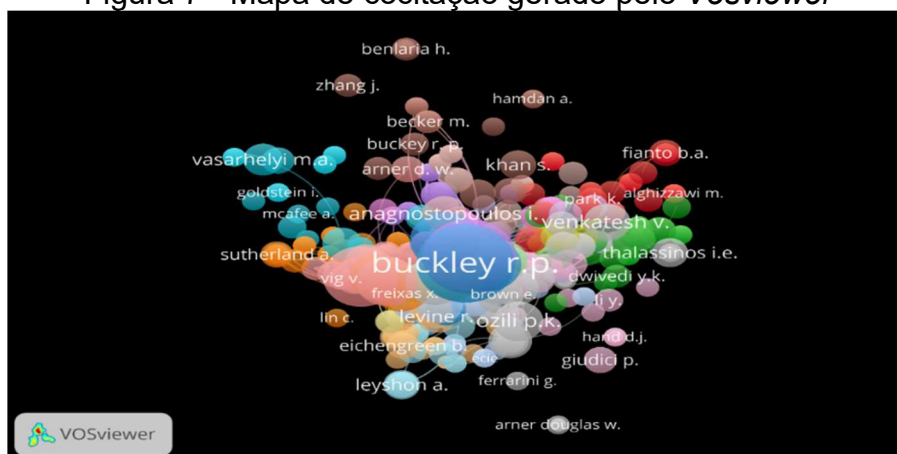 Figura 7 - Mapa de cocitação gerado pelo Vosviewer
benlaria h.
zhang j.
hamdan a.
becker m.
buckey r. p.
vasarhelyi m.a.
arner d. w.
khan s.
fianto b.a.
goldstein i.
park k.
alghizzawi m.
mcafee a.
anagnostopoulos i.
venkatesh v.
sutherland a.
buckley r.p.
thalassinos i.e.
vig v.
dwivedi y.k.
freixas x.
brown e.
li y.
lin c.
levine r.
ozili p.k.
eichengreen b.
hand d.j.
giudici p.
leyshon a.
ferrarini g.
arner douglas w.
VOSviewer